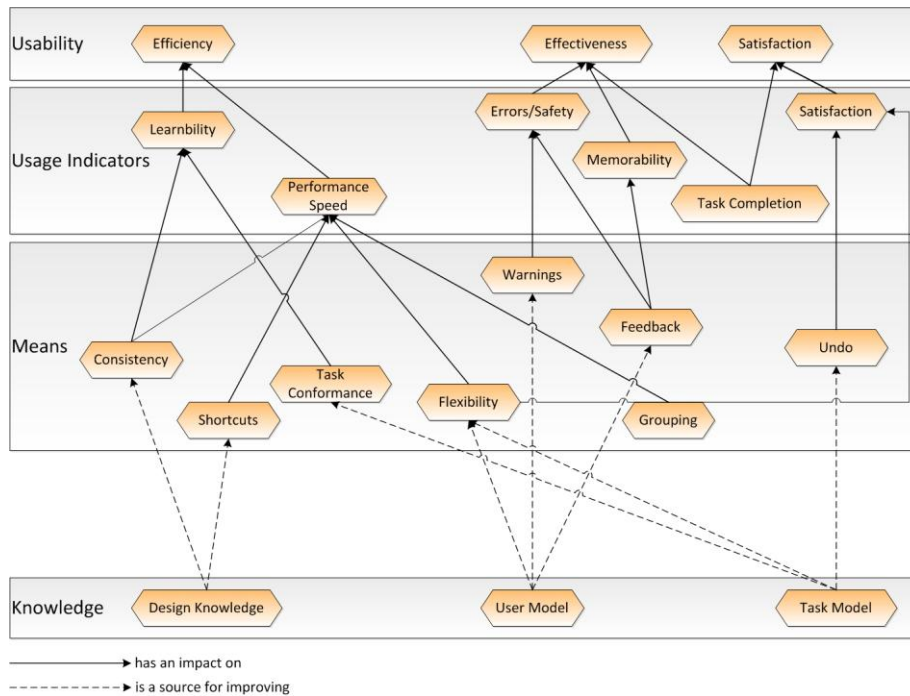 Usability
Efficiency
Effectiveness
Satisfaction
Usage Indicators
Learnbility
Errors/Safety
Satisfaction
Memorability
Performance
Speed
Task Completion
Means
Warnings
Feedback
Consistency
Undo
Task
Conformance
Shortcuts
Flexibility
Grouping
Knowledge
Design Knowledge
User Model
Task Model
has an impact on
is a source for improving